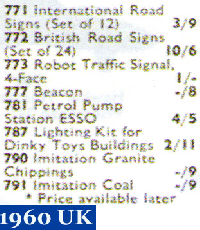 771 International Road
Signs (Set of 12) 3/9
772 British Road Signs
(Set of 24) 10/6
773 Robot Traffic Signal,
4-Face 1/-
777 Beacon -/8
781 Petrol Pump
Station ESSO 4/5
787 Lighting Kit for
Dinky Toys Buildings 2/11
790 Imitation Granite
Chippings -/9
791 Imitation Coal -/9
* Price available later
1960 UK